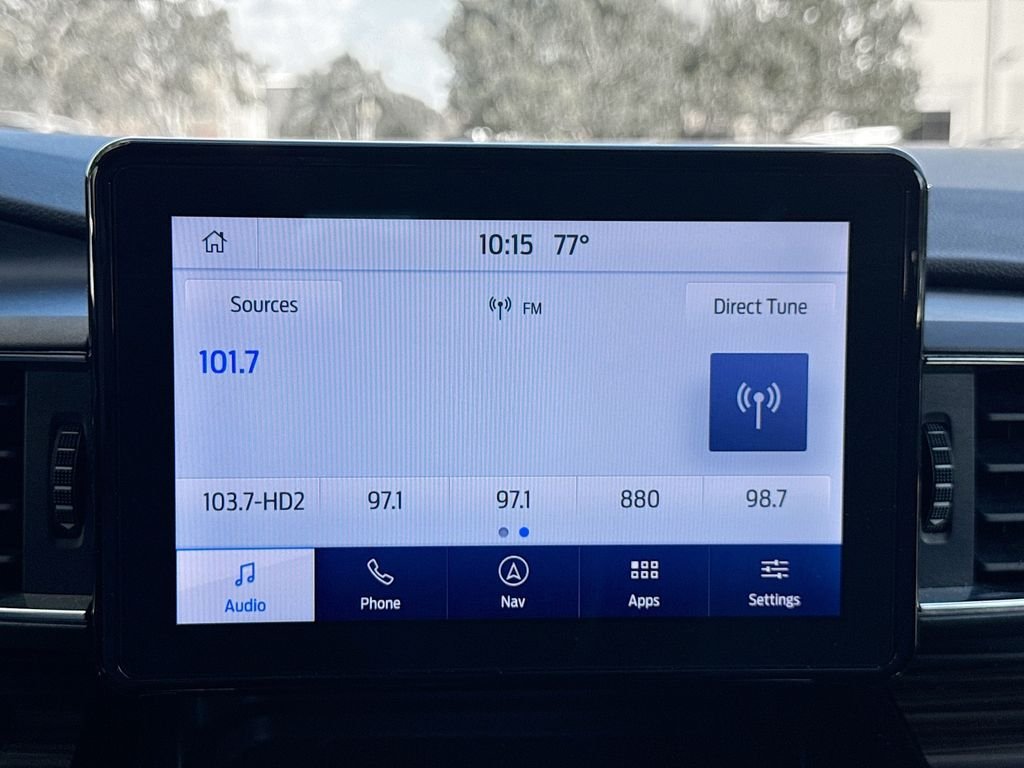 10:15 77°
Sources FM Direct Tune
101.7
103.7-HD2 97.1 97.1 880 98.7
Audio Phone Nav Apps Settings